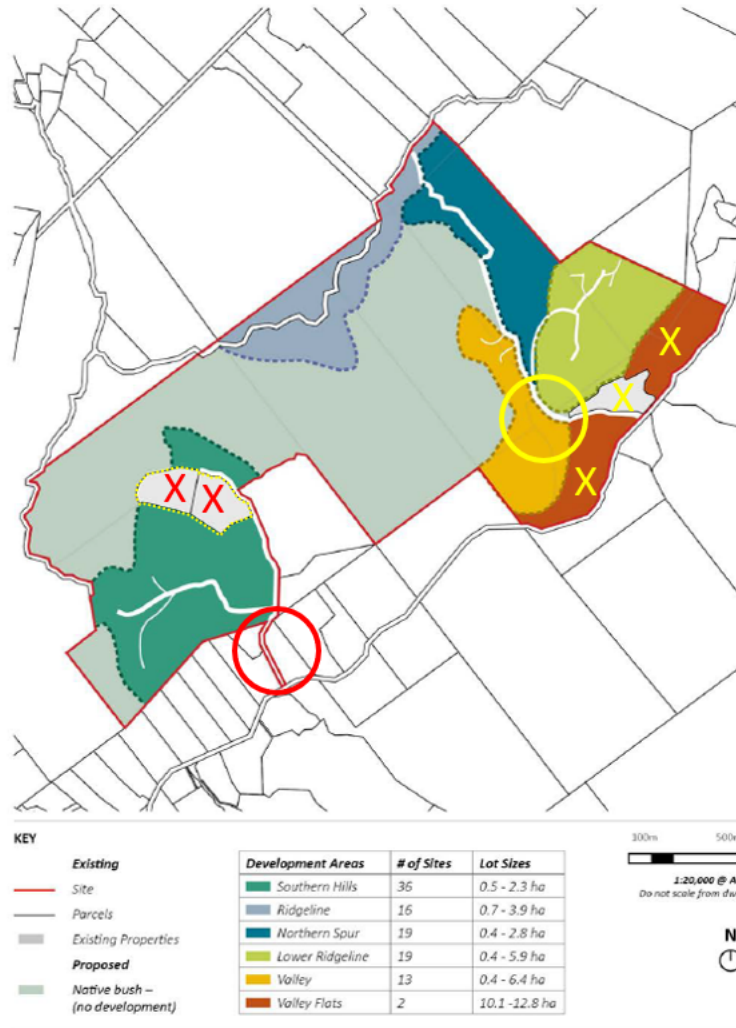 X
X
X
X
X
KEY
Existing
Site
Parcels
Existing Properties
Proposed
Native bush –
(no development)
Development Areas # of Sites Lot Sizes
Southern Hills 36 0.5 - 2.3 ha
Ridgeline 16 0.7 - 3.9 ha
Northern Spur 19 0.4 - 2.8 ha
Lower Ridgeline 19 0.4 - 5.9 ha
Valley 13 0.4 - 6.4 ha
Valley Flats 2 10.1 -12.8 ha
100m 500m
1:20,000 @ A
Do not scale from dw
N